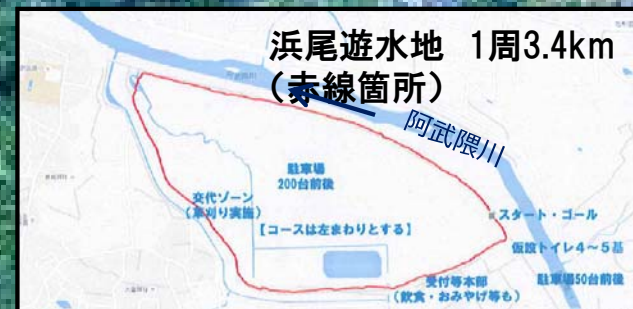 浜尾遊水地 1周3.4km
(赤線箇所)
阿武隈川
阿武隈川
駐車場
200台前後
交代ゾーン
(草刈り実施)
【コースは左まわりとする】
スタート・ゴール
仮設トイレ4~5基
駐車場50台前後
受付等本部
(飲食・おみやげ等も)